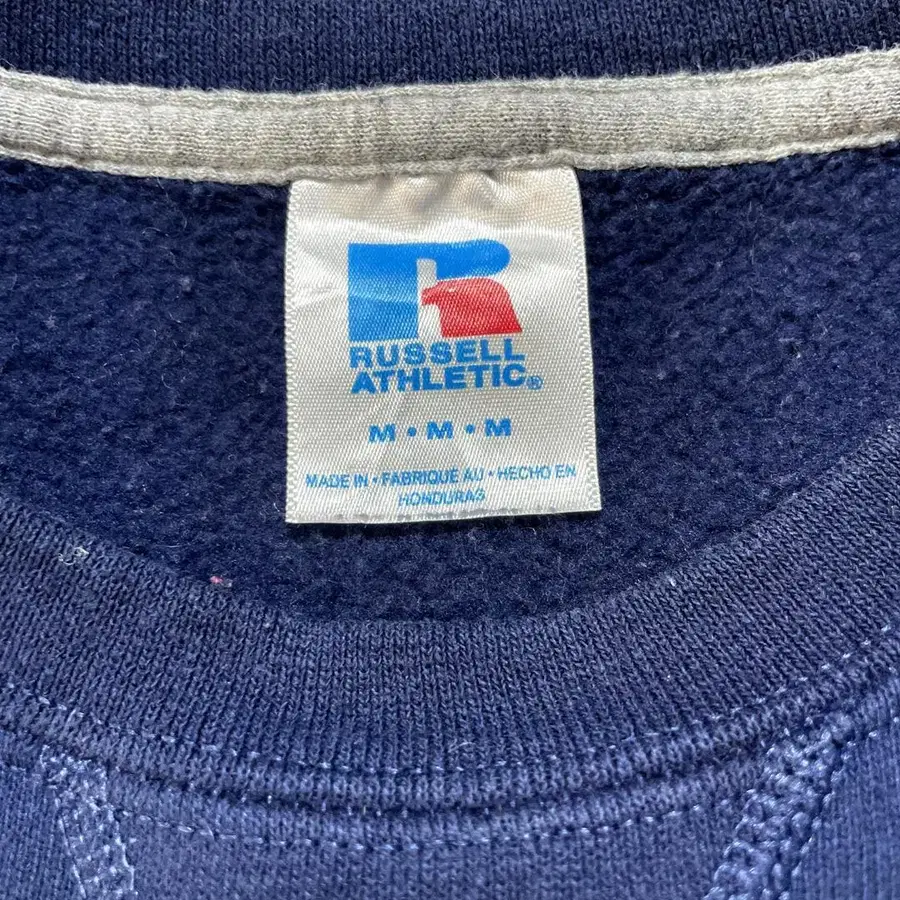 R
RUSSELL
ATHLETIC®
M • M • M
MADE IN • FABRIQUE AU • HECHO EN
HONDURAS